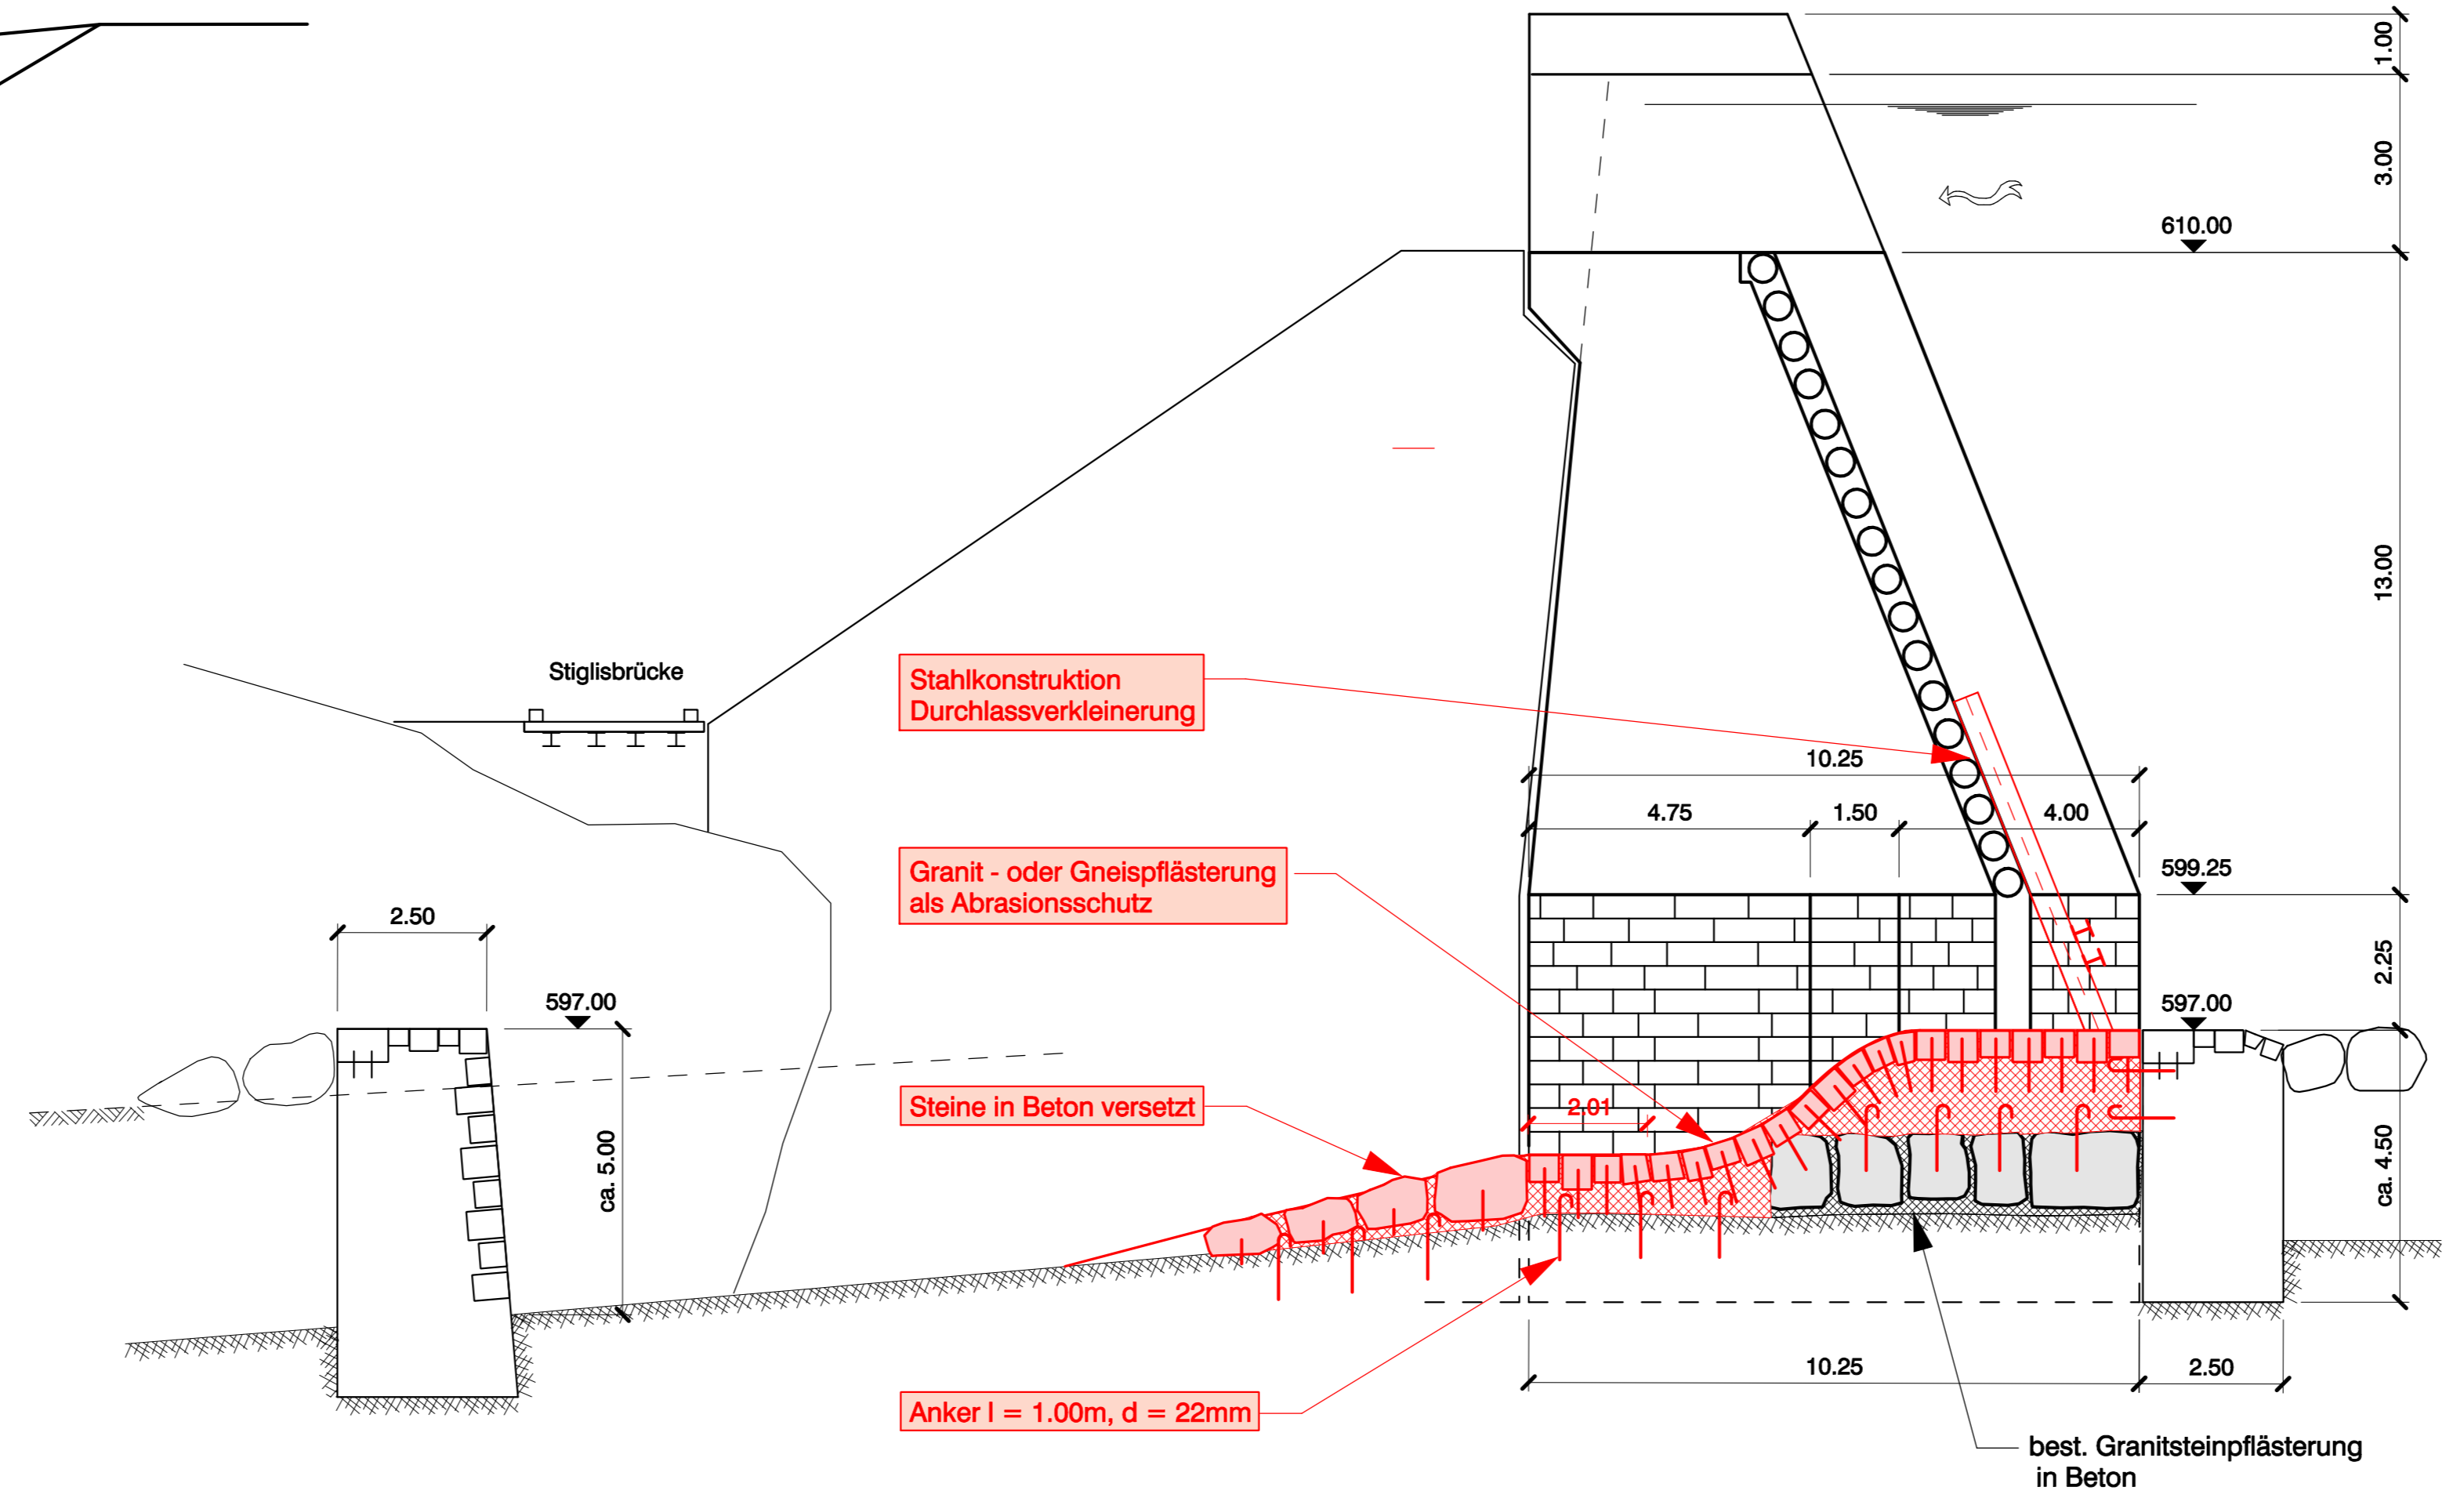 1.00
3.00
610.00
13.00
Stiglisbrücke
Stahlkonstruktion
Durchlassverkleinerung
10.25
4.75
1.50
4.00
Granit - oder Gneispflästerung
als Abrasionsschutz
599.25
2.50
2.25
597.00
597.00
Steine in Beton versetzt
2.01
ca. 5.00
ca. 4.50
10.25
2.50
Anker l = 1.00m, d = 22mm
best. Granitsteinpflästerung
in Beton